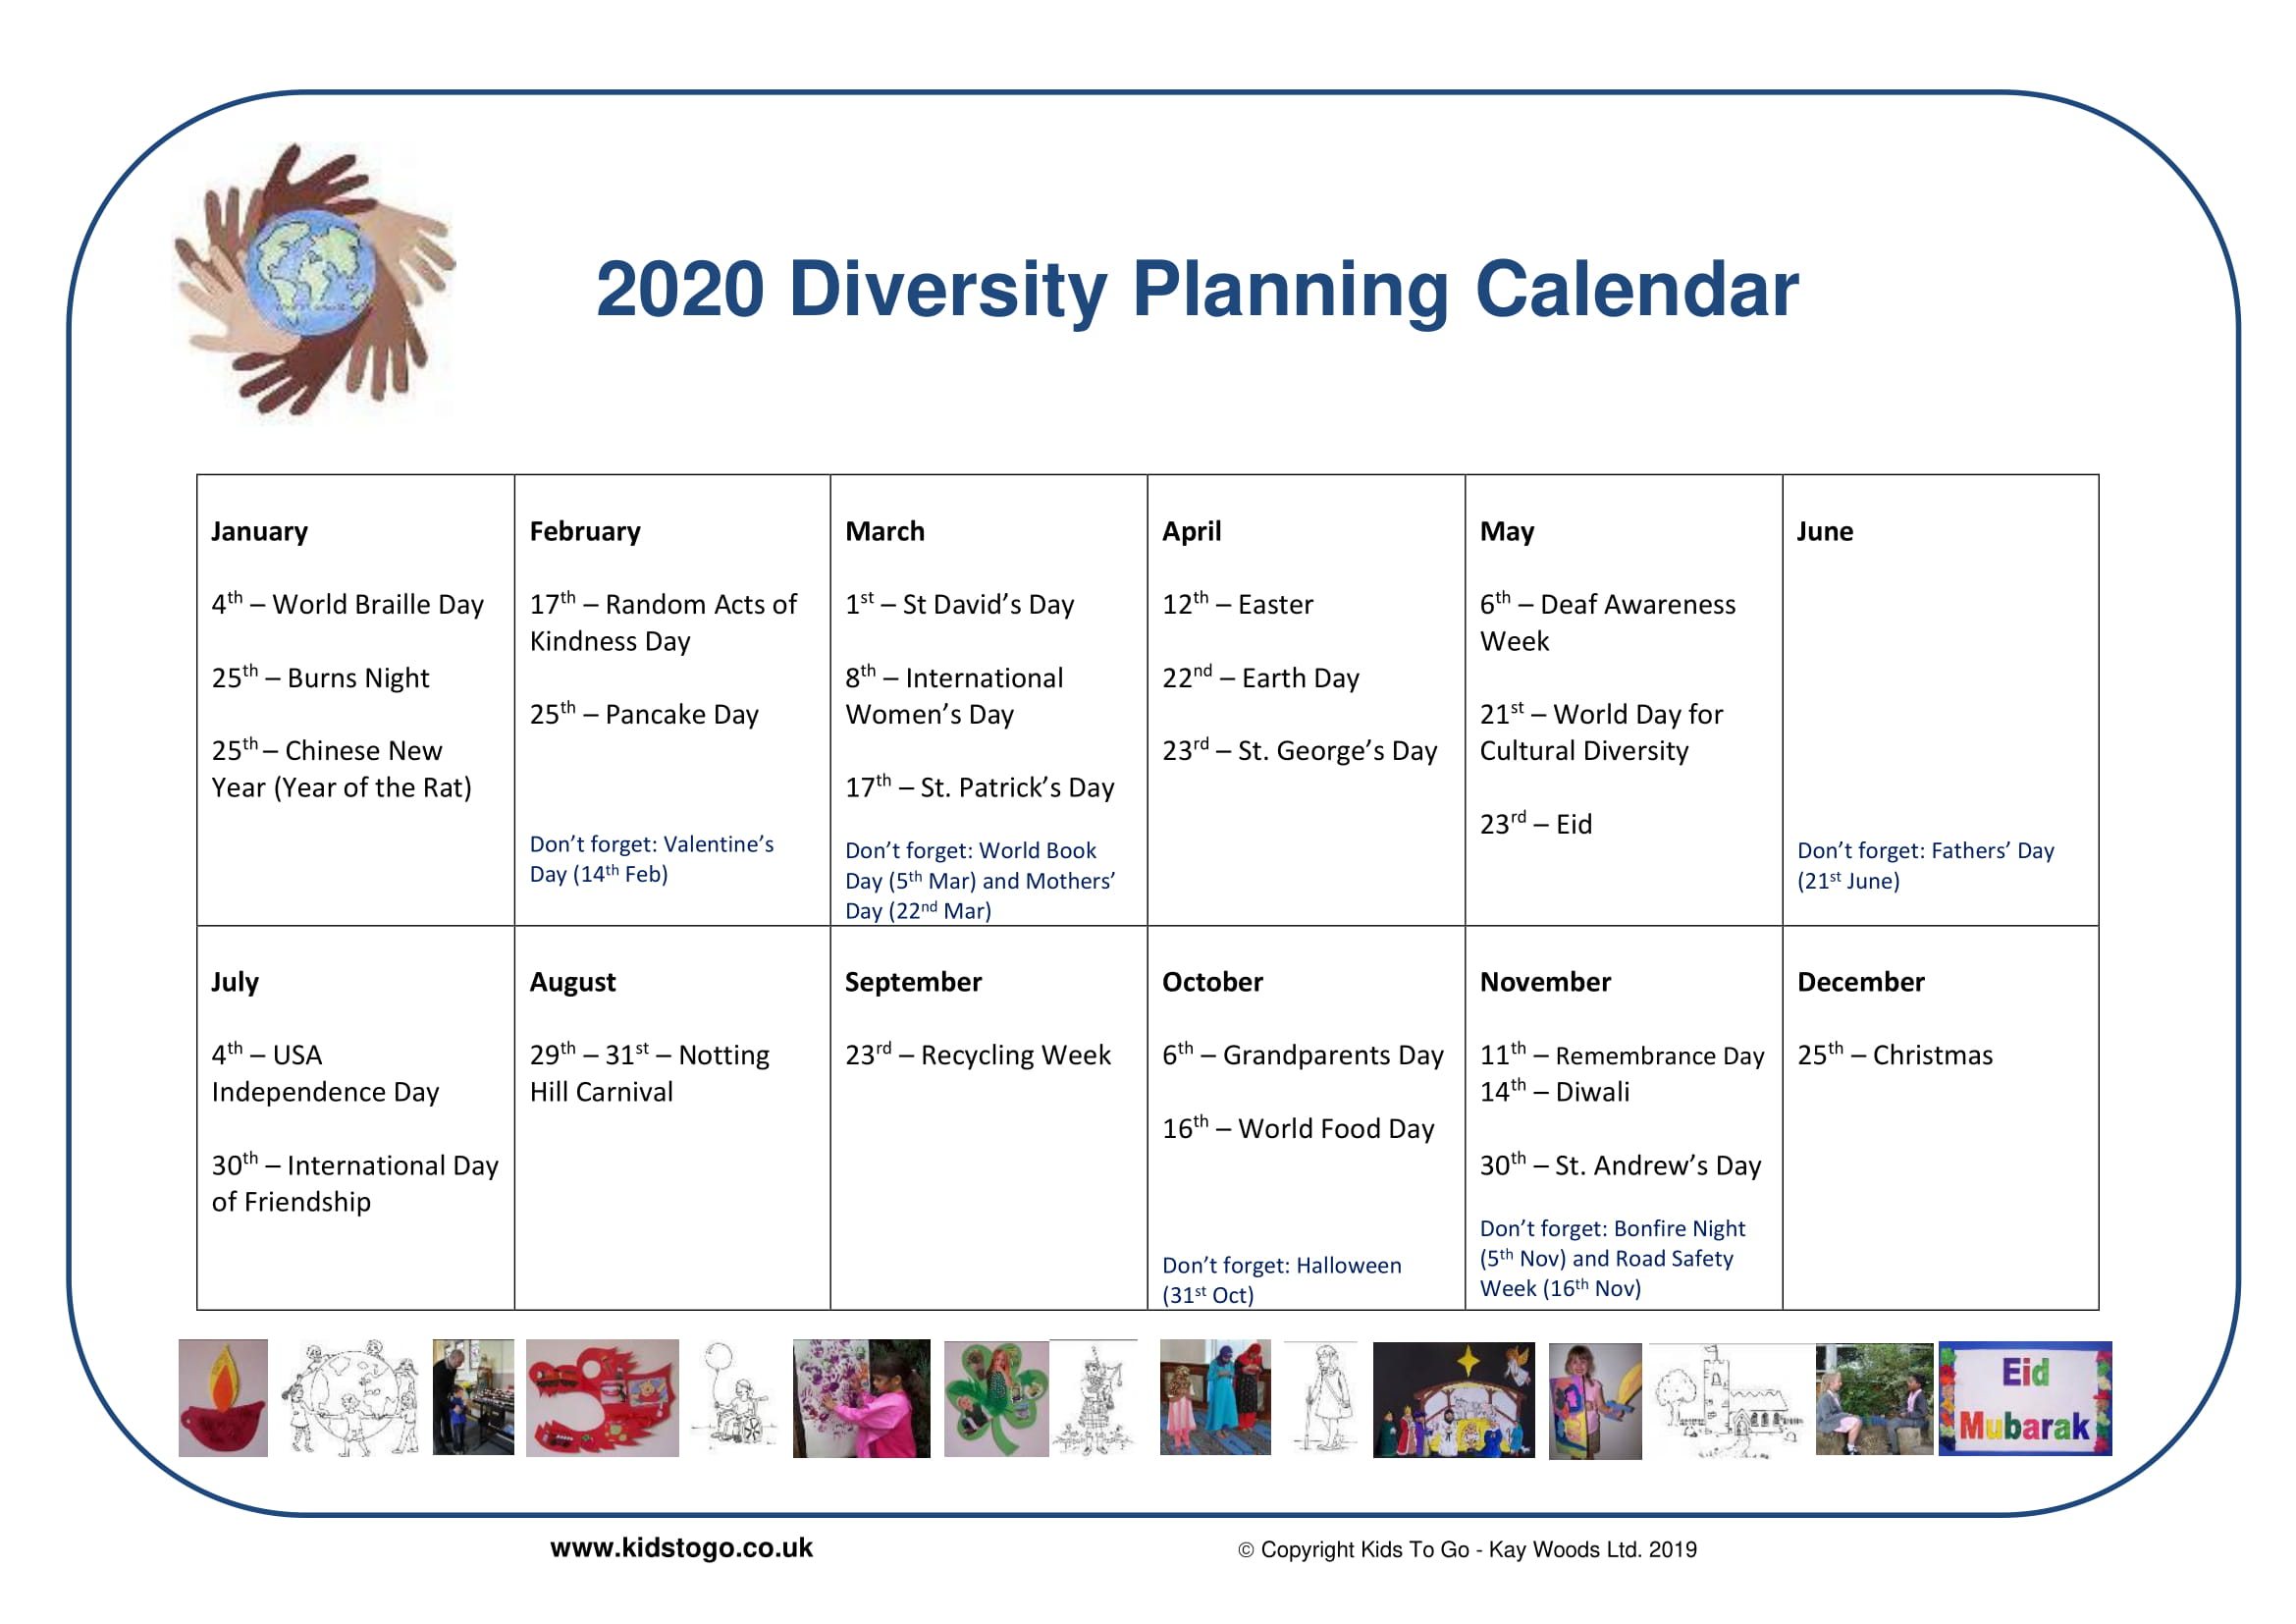 2020 Diversity Planning Calendar
January
4th – World Braille Day
25th – Burns Night
25th – Chinese New
Year (Year of the Rat)
February
17th – Random Acts of
Kindness Day
25th – Pancake Day
Don’t forget: Valentine’s
Day (14th Feb)
March
1st – St David’s Day
8th – International
Women’s Day
17th – St. Patrick’s Day
Don’t forget: World Book
Day (5th Mar) and Mothers’
Day (22nd Mar)
April
12th – Easter
22nd – Earth Day
23rd – St. George’s Day
May
6th – Deaf Awareness
Week
21st – World Day for
Cultural Diversity
23rd – Eid
June
Don’t forget: Fathers’ Day
(21st June)
July
4th – USA
Independence Day
30th – International Day
of Friendship
August
29th – 31st – Notting
Hill Carnival
September
23rd – Recycling Week
October
6th – Grandparents Day
16th – World Food Day
Don’t forget: Halloween
(31st Oct)
November
11th – Remembrance Day
14th – Diwali
30th – St. Andrew’s Day
Don’t forget: Bonfire Night
(5th Nov) and Road Safety
Week (16th Nov)
December
25th – Christmas
Eid
Mubarak
www.kidstogo.co.uk
© Copyright Kids To Go - Kay Woods Ltd. 2019